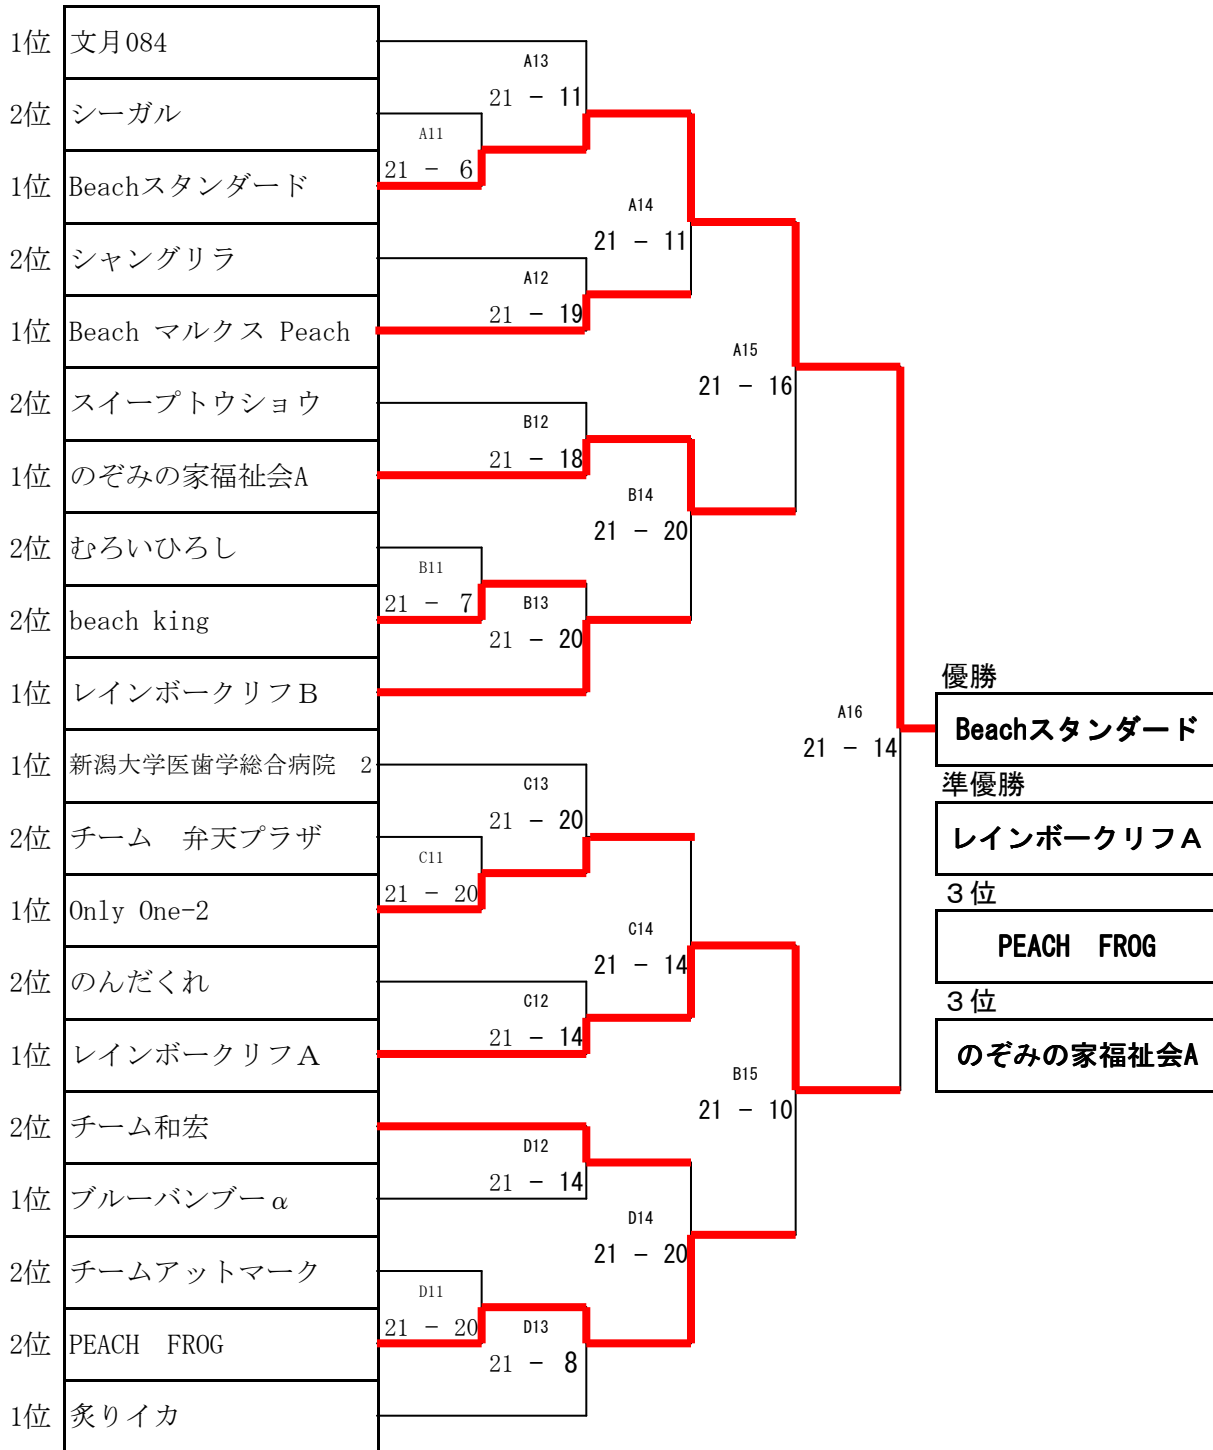 1位 文月084
A13
21 － 11
2位 シーガル
A11
21 － 6
1位 Beachスタンダード
A14
21 － 11
2位 シャングリラ
A12
21 － 19
1位 Beach マルクス Peach
A15
21 － 16
2位 スイープトウショウ
B12
21 － 18
1位 のぞみの家福祉会A
B14
21 － 20
2位 むろいひろし
B11
21 － 7
B13
2位 beach king
21 － 20
1位 レインボークリフＢ
優勝
A16
Beachスタンダード
21 － 14
1位 新潟大学医歯学総合病院　2
C13
準優勝
21 － 20
2位 チーム　弁天プラザ
レインボークリフＡ
C11
21 － 20
３位
1位 Only One-2
C14
PEACH　FROG
21 － 14
2位 のんだくれ
C12
３位
21 － 14
1位 レインボークリフＡ
のぞみの家福祉会A
B15
21 － 10
2位 チーム和宏
D12
21 － 14
1位 ブルーバンブーα
D14
21 － 20
2位 チームアットマーク
D11
21 － 20
D13
2位 PEACH　FROG
21 － 8
1位 炙りイカ